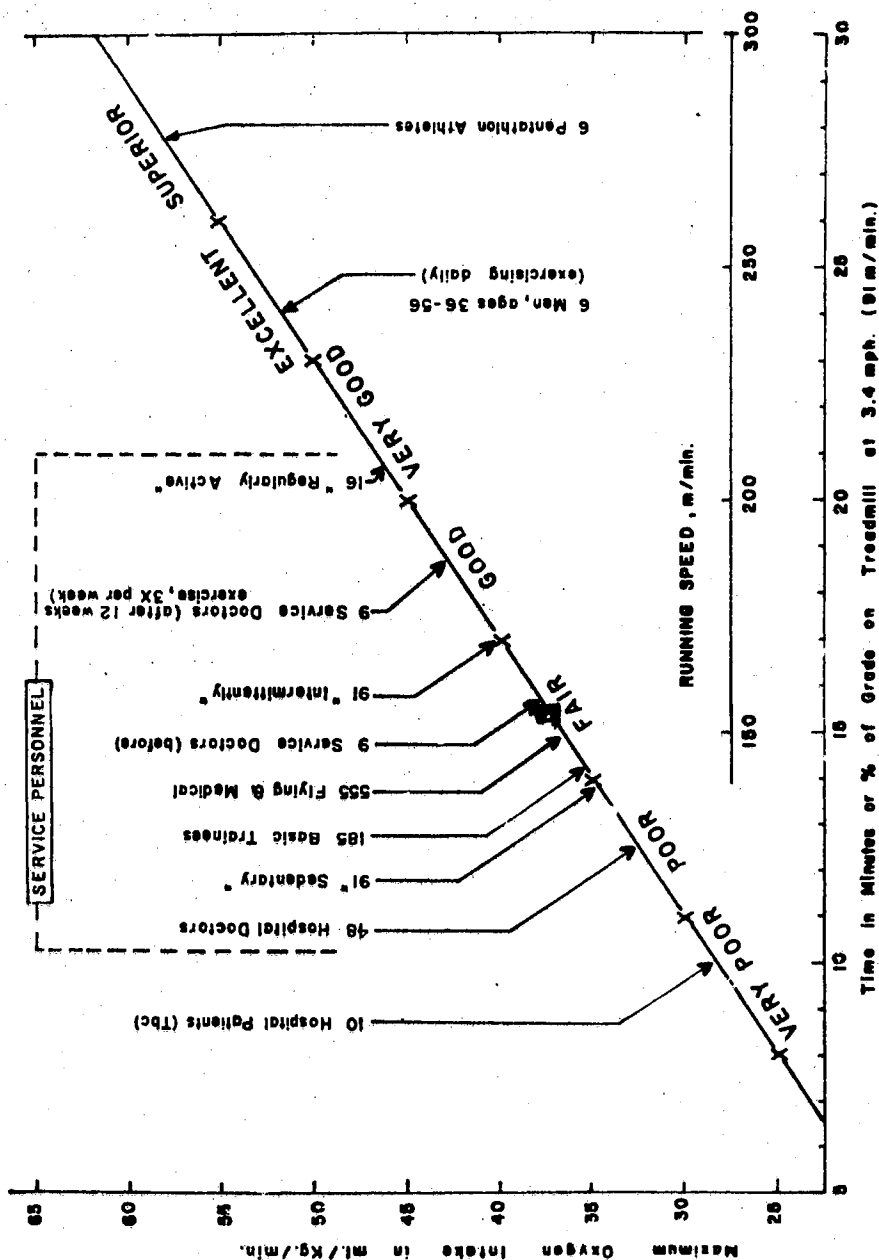 Maximum Oxygen Intake in ml./Kg./min.
65
60
55
50
45
40
35
30
25
SERVICE PERSONNEL
10 Hospital Patients (Tbc)
48 Hospital Doctors
91 "Sedentary"
185 Basic Trainees
555 Flying & Medical
9 Service Doctors (before)
91 "Intermittently"
9 Service Doctors (after 12 weeks
exercise, 3X per week)
16 "Regularly Active"
6 Men, ages 36-56
(exercising daily)
6 Pentathlon Athletes
VERY POOR
POOR
FAIR
GOOD
VERY GOOD
EXCELLENT
SUPERIOR
RUNNING SPEED, m/min.
150
200
250
300
5
10
15
20
25
30
Time in Minutes or % of Grade on Treadmill at 3.4 mph. (91 m/min.)